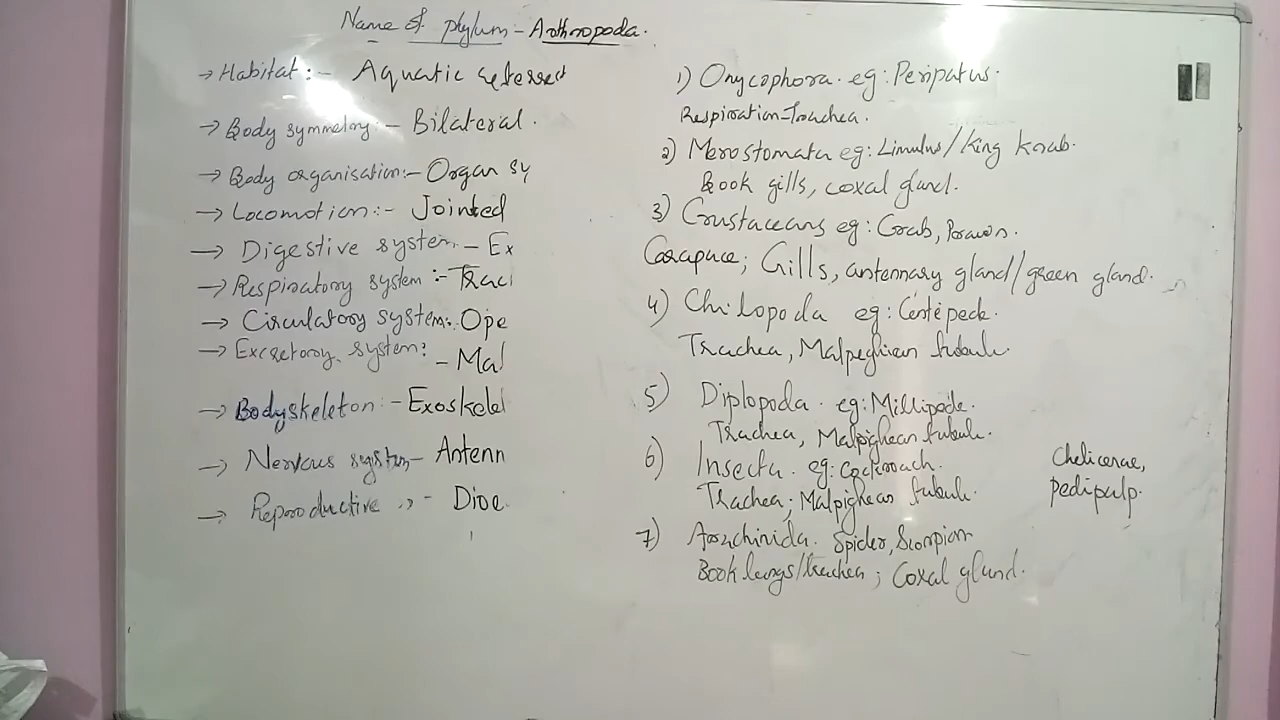 Name of phylum - Arthropoda.
→ Habitat :- Aquatic &
→ Body symmetry :- Bilateral.
→ Body organisation :- Organ sy
→ Locomotion :- Jointed
→ Digestive system - Ex
→ Respiratory system :- Trac
→ Circulatory system :- Ope
→ Excretory system :- Mal
→ Bodyskeleton :- Exoskelet
→ Nervous system - Antenn
→ Reproductive ,, - Dioe
1) Onycophora. eg: Peripatus.
Respiration - Trachea.
2) Merostomata eg: Limulus/King krab.
Book gills, coxal gland.
3) Crustaceans eg: Crab, Prawn.
Carapace; Gills, antennary gland/green gland.
4) Chilopoda eg: Centipede.
Trachea, Malpeghian tubule.
5) Diplopoda. eg: Millipede.
Trachea, Malpighean tubule.
6) Insecta. eg: Cockroach.
Trachea; Malpighean tubule.
Chelicerae,
Pedipalp.
7) Arachinida. Spider, Scorpian
Book lungs/trachea; Coxal gland.